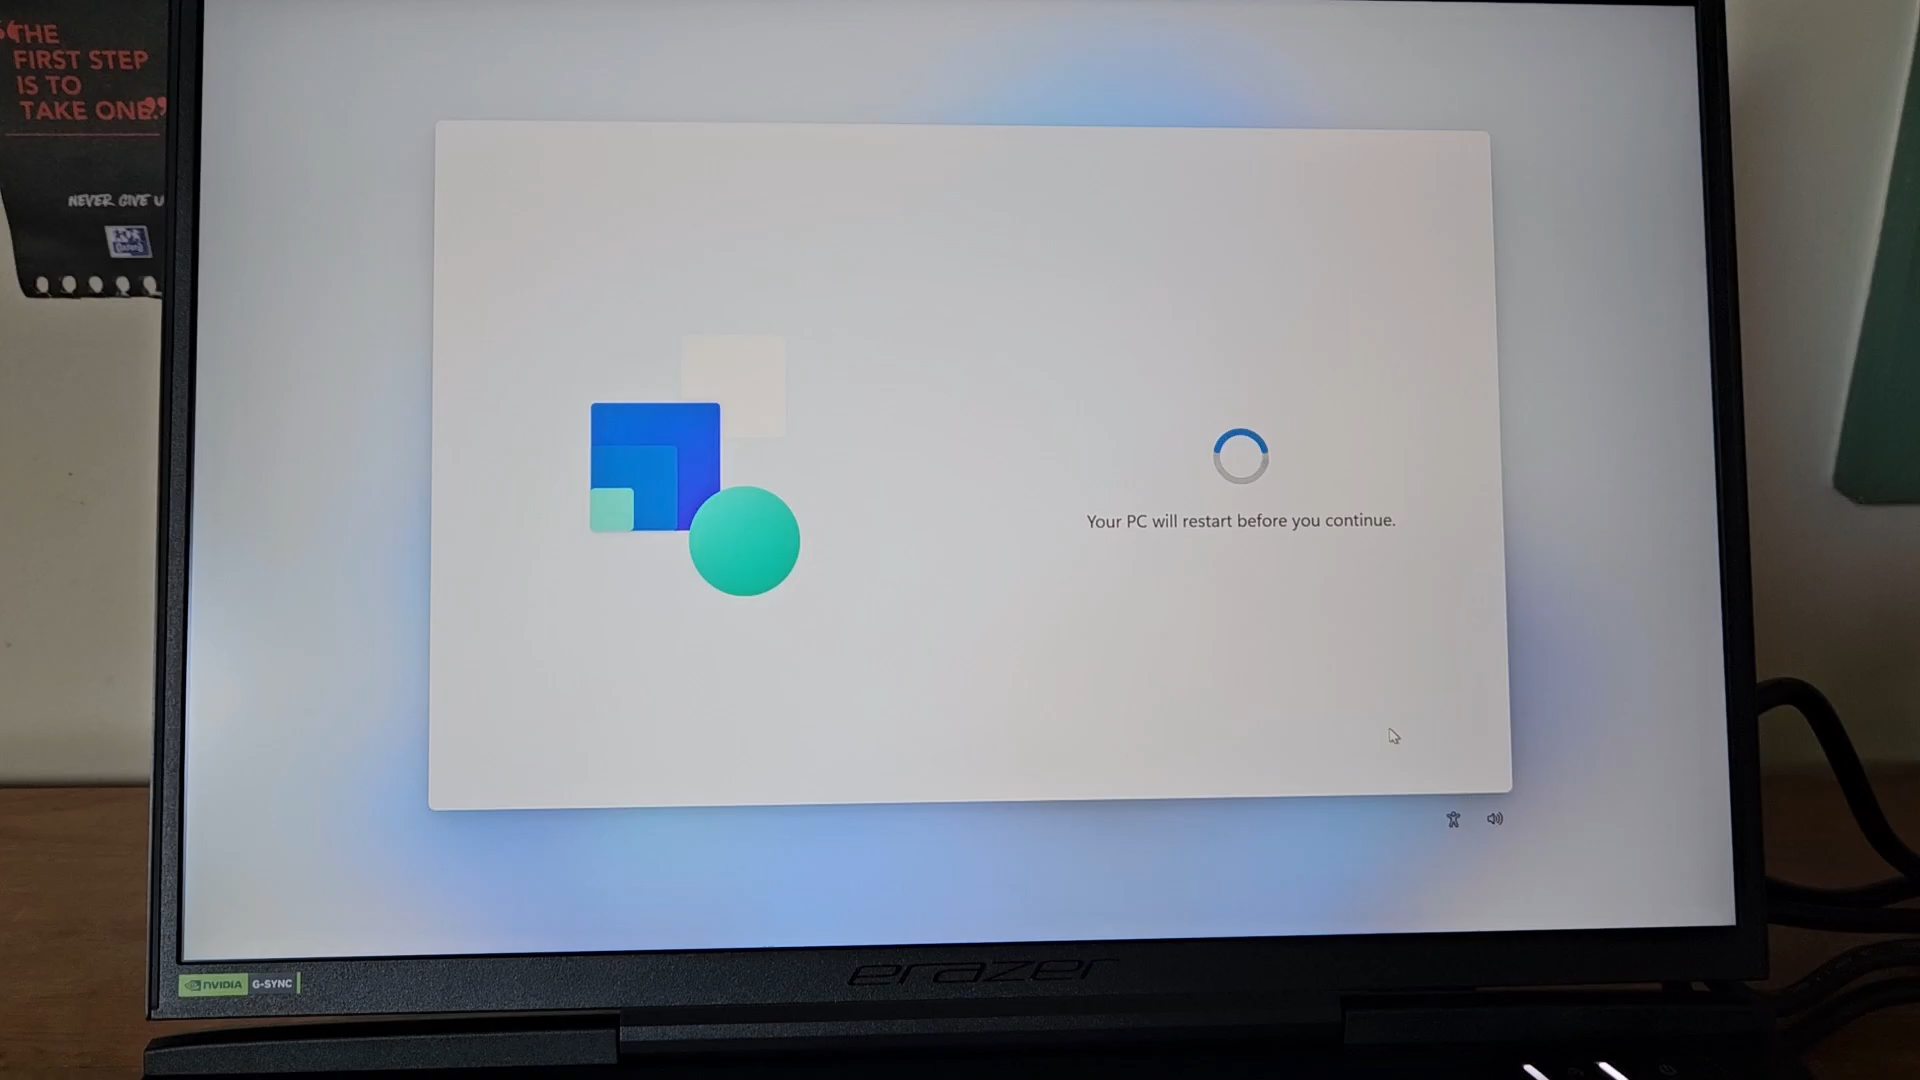 “THE
FIRST STEP
IS TO
TAKE ONE.”
NEVER GIVE U
Oxford
Your PC will restart before you continue.
NVIDIA G-SYNC
erazer